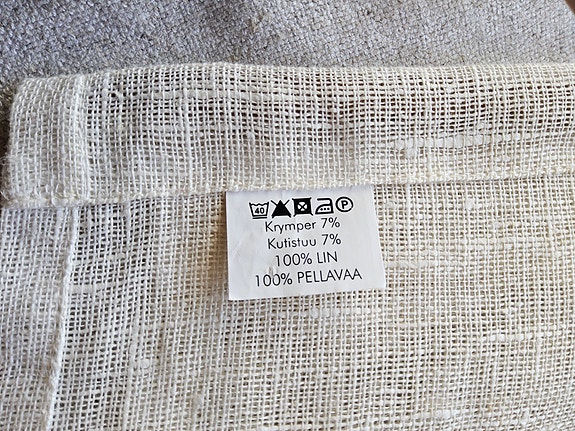 40 P
Krymper 7%
Kutistuu 7%
100% LIN
100% PELLAVAA